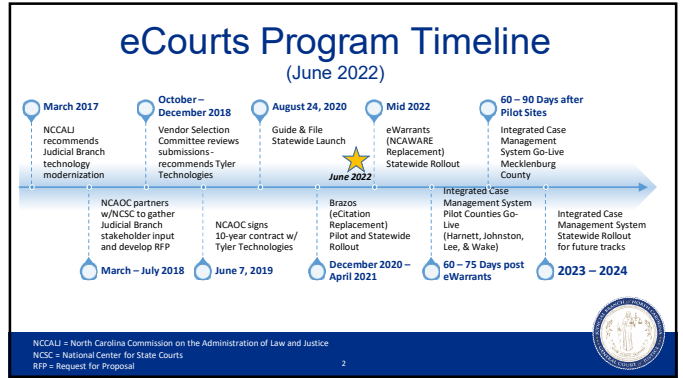 eCourts Program Timeline
(June 2022)
March 2017
NCCALJ
recommends
Judicial Branch
technology
modernization
October –
December 2018
Vendor Selection
Committee reviews
submissions -
recommends Tyler
Technologies
August 24, 2020
Guide & File
Statewide Launch
June 2022
Mid 2022
eWarrants
(NCAWARE
Replacement)
Statewide Rollout
60 – 90 Days after
Pilot Sites
Integrated Case
Management
System Go-Live
Mecklenburg
County
NCAOC partners
w/NCSC to gather
Judicial Branch
stakeholder input
and develop RFP
March – July 2018
NCAOC signs
10-year contract w/
Tyler Technologies
June 7, 2019
Brazos
(eCitation
Replacement)
Pilot and Statewide
Rollout
December 2020 –
April 2021
Integrated Case
Management System
Pilot Counties Go-
Live
(Harnett, Johnston,
Lee, & Wake)
60 – 75 Days post
eWarrants
Integrated Case
Management System
Statewide Rollout
for future tracks
2023 – 2024
NCCALJ = North Carolina Commission on the Administration of Law and Justice
NCSC = National Center for State Courts
RFP = Request for Proposal
2